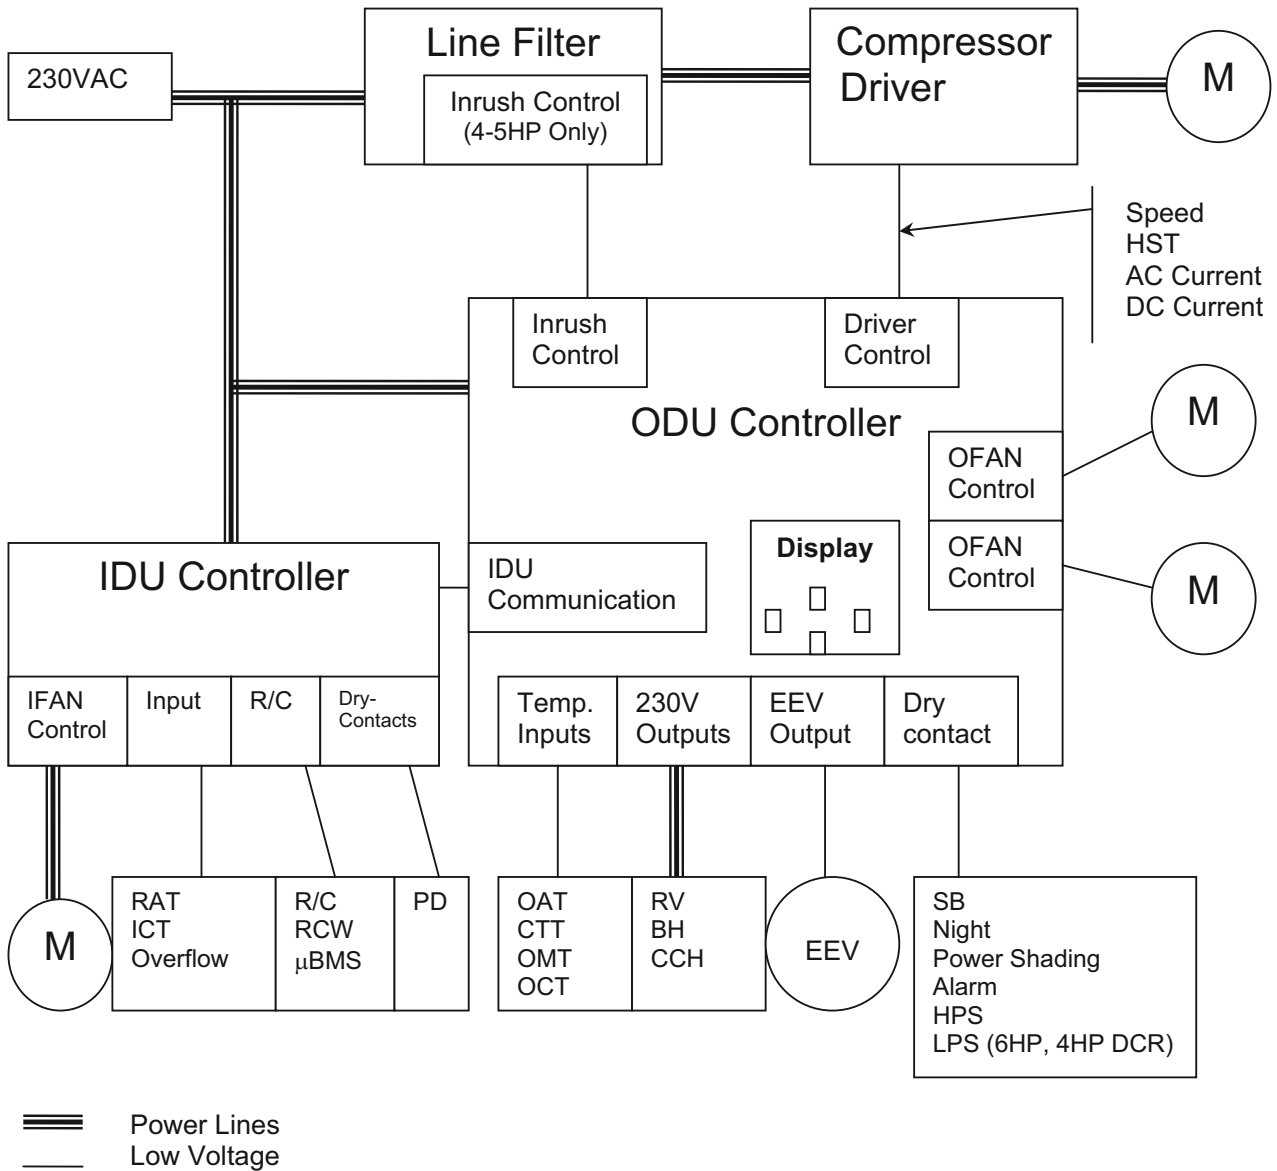 230VAC
Line Filter
Inrush Control
(4-5HP Only)
Compressor
Driver
M
Speed
HST
AC Current
DC Current
Inrush
Control
Driver
Control
ODU Controller
OFAN
Control
M
OFAN
Control
M
Display
IDU
Communication
IDU Controller
IFAN
Control
Input
R/C
Dry-
Contacts
Temp.
Inputs
230V
Outputs
EEV
Output
Dry
contact
M
RAT
ICT
Overflow
R/C
RCW
μBMS
PD
OAT
CTT
OMT
OCT
RV
BH
CCH
EEV
SB
Night
Power Shading
Alarm
HPS
LPS (6HP, 4HP DCR)
Power Lines
Low Voltage